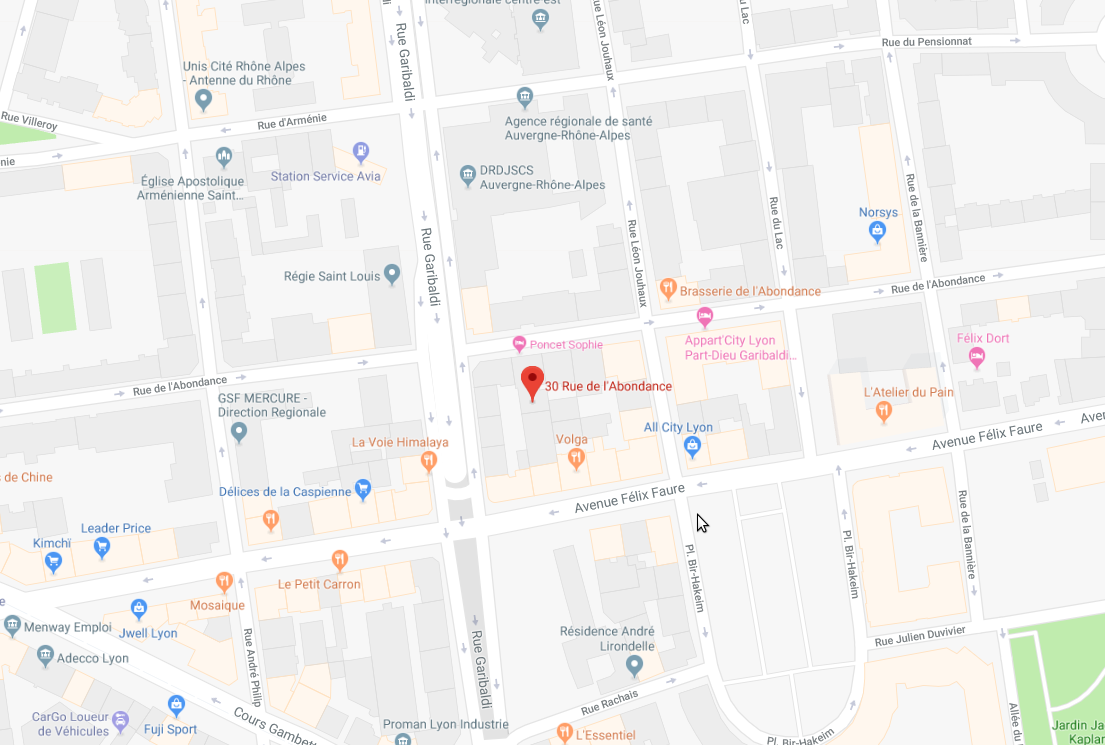 Interrégionale centre-est
Rue Garibaldi
Rue Léon Jouhaux
Rue du Pensionnat
Unis Cité Rhône Alpes
- Antenne du Rhône
Agence régionale de santé
Auvergne-Rhône-Alpes
Rue Villeroy
Rue d'Arménie
DRDJSCS
Auvergne-Rhône-Alpes
Église Apostolique
Arménienne Saint...
Station Service Avia
Norsys
Rue de la Bannière
Rue du Lac
Rue Léon Jouhaux
Rue Garibaldi
Régie Saint Louis
Brasserie de l'Abondance
Rue de l'Abondance
Appart'City Lyon
Part-Dieu Garibaldi...
Poncet Sophie
Félix Dort
Rue de l'Abondance
30 Rue de l'Abondance
GSF MERCURE -
Direction Regionale
L'Atelier du Pain
All City Lyon
Avenue Félix Faure
Ave
La Voie Himalaya
Volga
s de Chine
Délices de la Caspienne
Avenue Félix Faure
Leader Price
Kimchï
Pl. Bir-Hakeim
Pl. Bir-Hakeim
Rue de la Bannière
Le Petit Carron
Mosaique
Menway Emploi
Jwell Lyon
Adecco Lyon
Rue André Philip
Rue Garibaldi
Résidence André
Lirondelle
Rue Julien Duvivier
Rue Rachais
CarGo Loueur
de Véhicules
Fuji Sport
Cours Gambett
Proman Lyon Industrie
L'Essentiel
Pl. Bir-Hakeim
Allée du
Jardin Ja
Kaplan